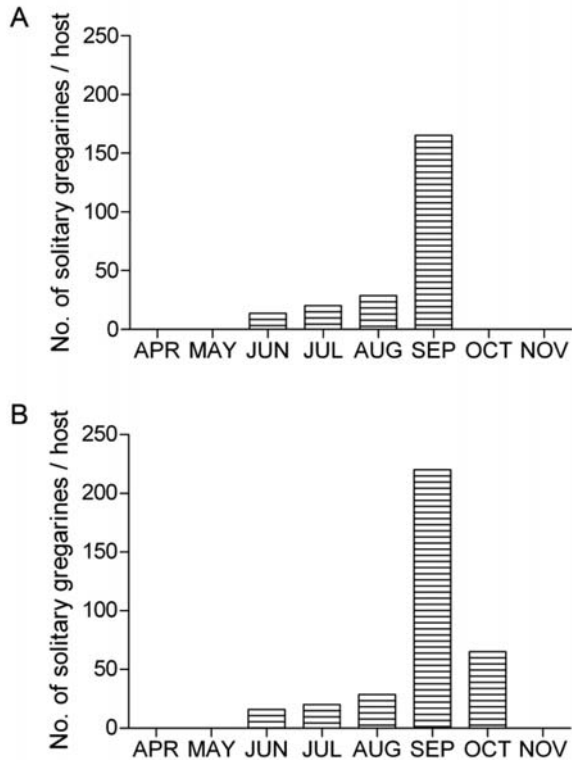 A
No. of solitary gregarines / host
250
200
150
100
50
0
APR MAY JUN JUL AUG SEP OCT NOV
B
No. of solitary gregarines / host
250
200
150
100
50
0
APR MAY JUN JUL AUG SEP OCT NOV